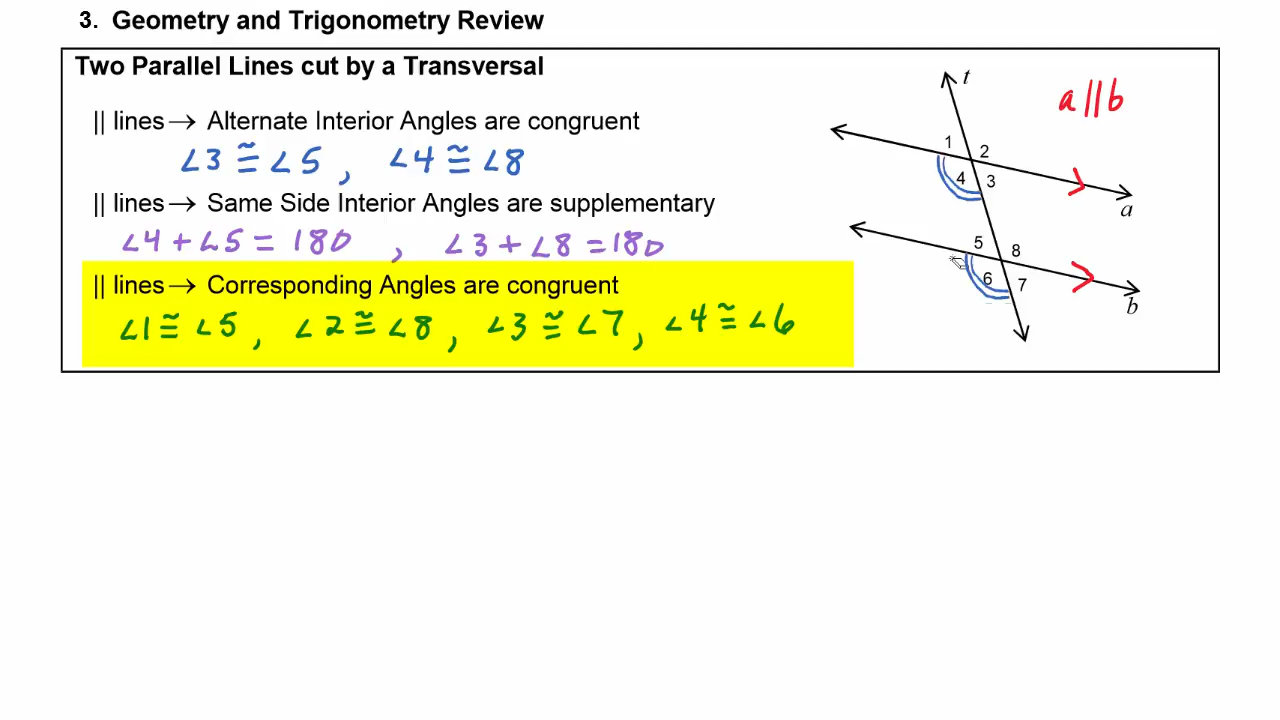 3. Geometry and Trigonometry Review
Two Parallel Lines cut by a Transversal
|| lines → Alternate Interior Angles are congruent
∠3 ≅ ∠5 , ∠4 ≅ ∠8
|| lines → Same Side Interior Angles are supplementary
∠4 + ∠5 = 180 , ∠3 + ∠8 = 180
|| lines → Corresponding Angles are congruent
∠1 ≅ ∠5 , ∠2 ≅ ∠8 , ∠3 ≅ ∠7 , ∠4 ≅ ∠6
t
a || b
1 2
4 3
a
5 8
6 7
b